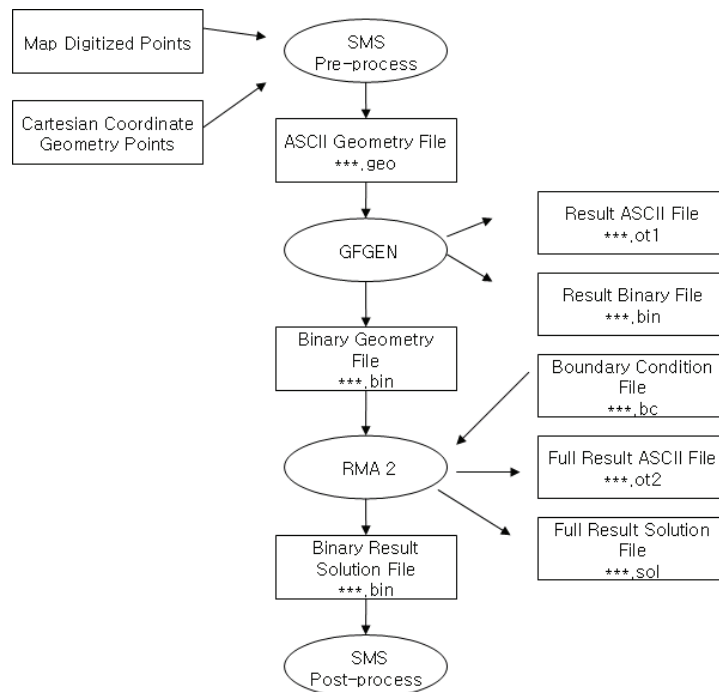 Map Digitized Points
Cartesian Coordinate
Geometry Points
SMS
Pre-process
ASCII Geometry File
***.geo
GFGEN
Result ASCII File
***.ot1
Result Binary File
***.bin
Binary Geometry
File
***.bin
Boundary Condition
File
***.bc
RMA 2
Full Result ASCII File
***.ot2
Full Result Solution
File
***.sol
Binary Result
Solution File
***.bin
SMS
Post-process